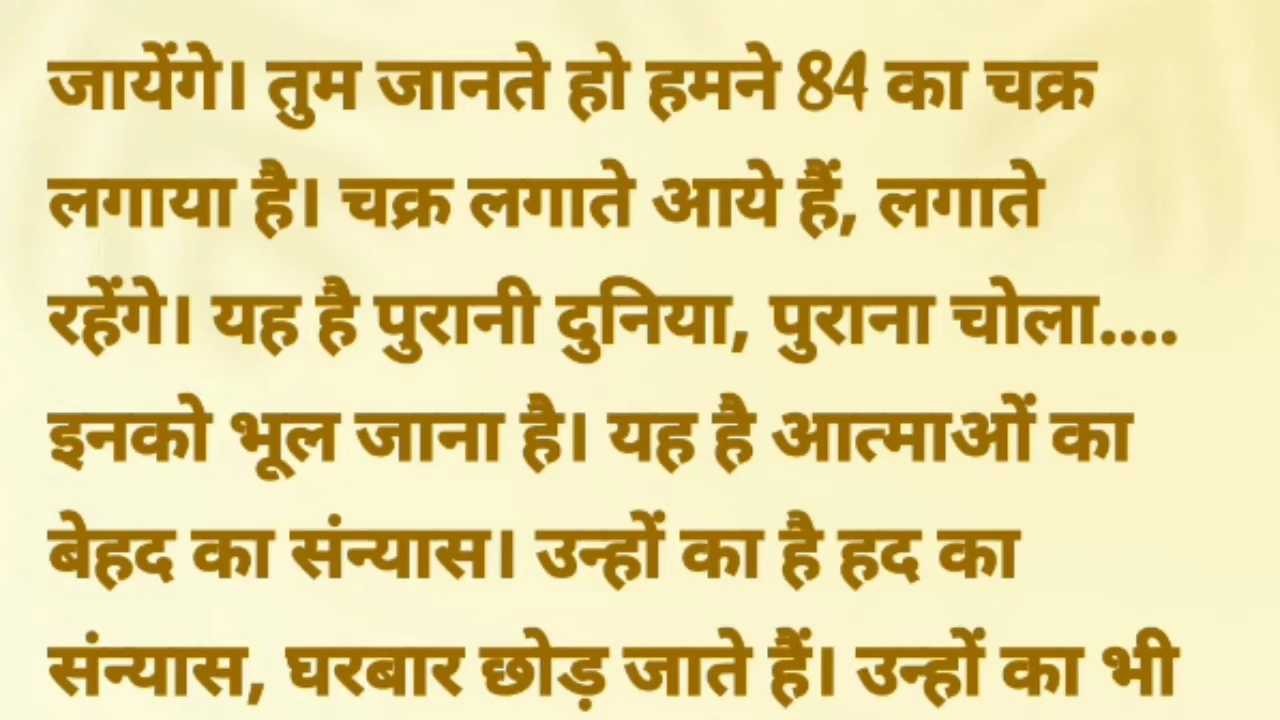 जायेंगे। तुम जानते हो हमने 84 का चक्र
लगाया है। चक्र लगाते आये हैं, लगाते
रहेंगे। यह है पुरानी दुनिया, पुराना चोला....
इनको भूल जाना है। यह है आत्माओं का
बेहद का संन्यास। उन्हों का है हद का
संन्यास, घरबार छोड़ जाते हैं। उन्हों का भी